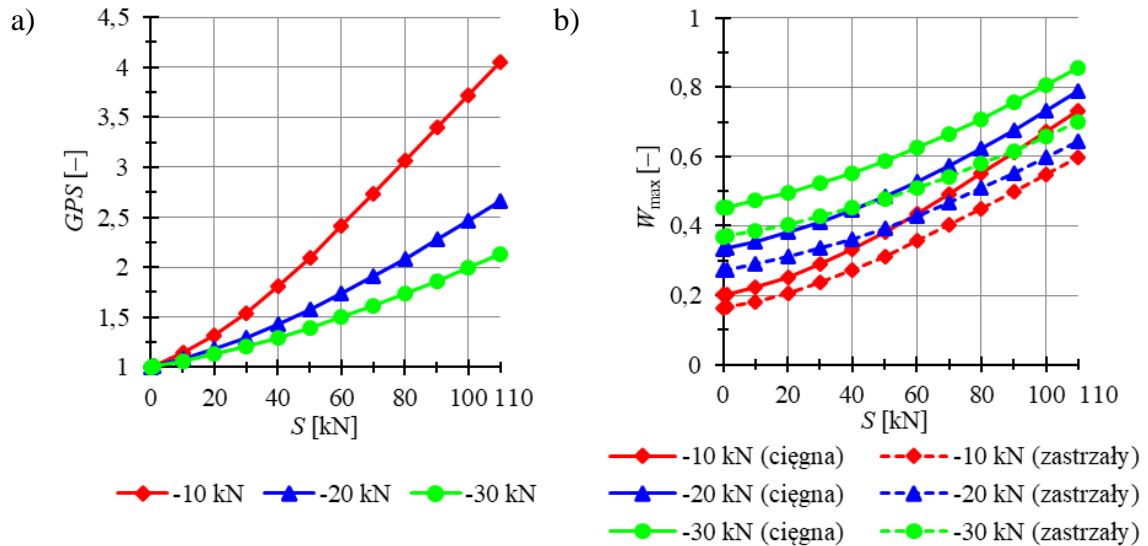 a)
4,5
4
3,5
3
2,5
2
1,5
1
GPS [–]
0 20 40 60 80 100 110
S [kN]
-10 kN -20 kN -30 kN
b)
1
0,8
0,6
0,4
0,2
0
W max [–]
0 20 40 60 80 100 110
S [kN]
-10 kN (cięgna) -10 kN (zastrzały)
-20 kN (cięgna) -20 kN (zastrzały)
-30 kN (cięgna) -30 kN (zastrzały)